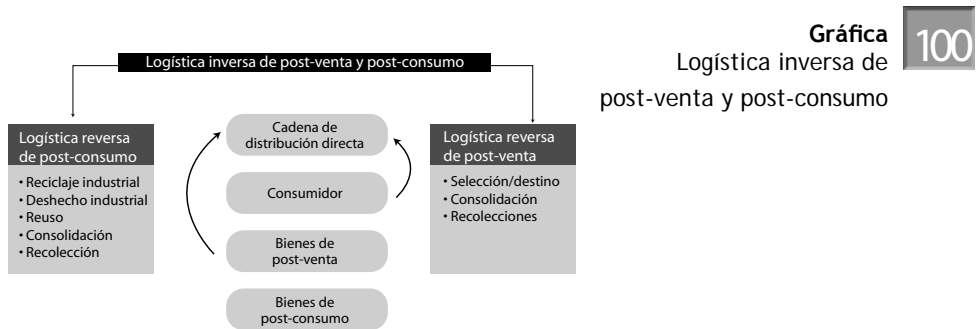 Gráfica
100
Logística inversa de
post-venta y post-consumo
Logística inversa de post-venta y post-consumo
Logística reversa
de post-consumo
• Reciclaje industrial
• Deshecho industrial
• Reuso
• Consolidación
• Recolección
Cadena de
distribución directa
Consumidor
Bienes de
post-venta
Bienes de
post-consumo
Logística reversa
de post-venta
• Selección/destino
• Consolidación
• Recolecciones